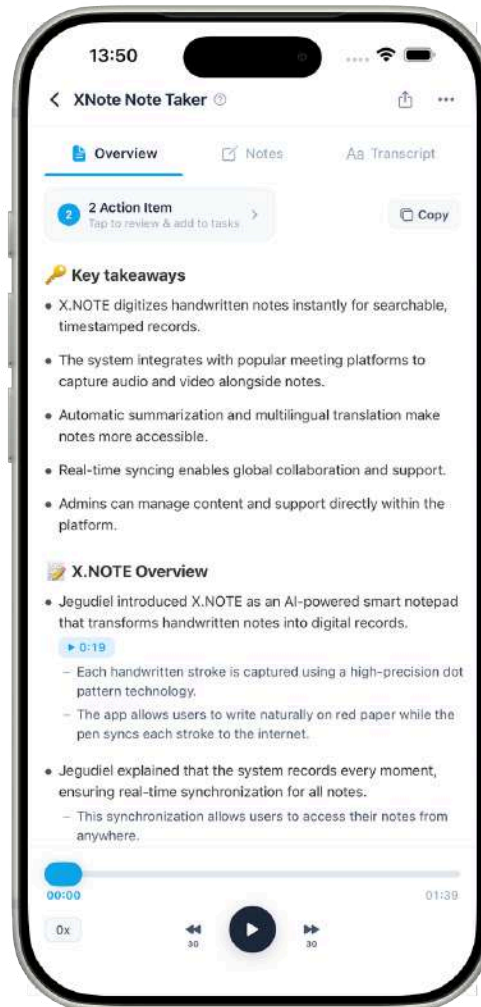 13:50
XNote Note Taker
Overview
Notes
Aa Transcript
2
2 Action Item
Tap to review & add to tasks
Copy
🔑 Key takeaways
• X.NOTE digitizes handwritten notes instantly for searchable,
timestamped records.
• The system integrates with popular meeting platforms to
capture audio and video alongside notes.
• Automatic summarization and multilingual translation make
notes more accessible.
• Real-time syncing enables global collaboration and support.
• Admins can manage content and support directly within the
platform.
📝 X.NOTE Overview
• Jegudiel introduced X.NOTE as an AI-powered smart notepad
that transforms handwritten notes into digital records.
0:19
– Each handwritten stroke is captured using a high-precision dot
pattern technology.
– The app allows users to write naturally on red paper while the
pen syncs each stroke to the internet.
• Jegudiel explained that the system records every moment,
ensuring real-time synchronization for all notes.
– This synchronization allows users to access their notes from
anywhere.
00:00
01:39
0x
30
30